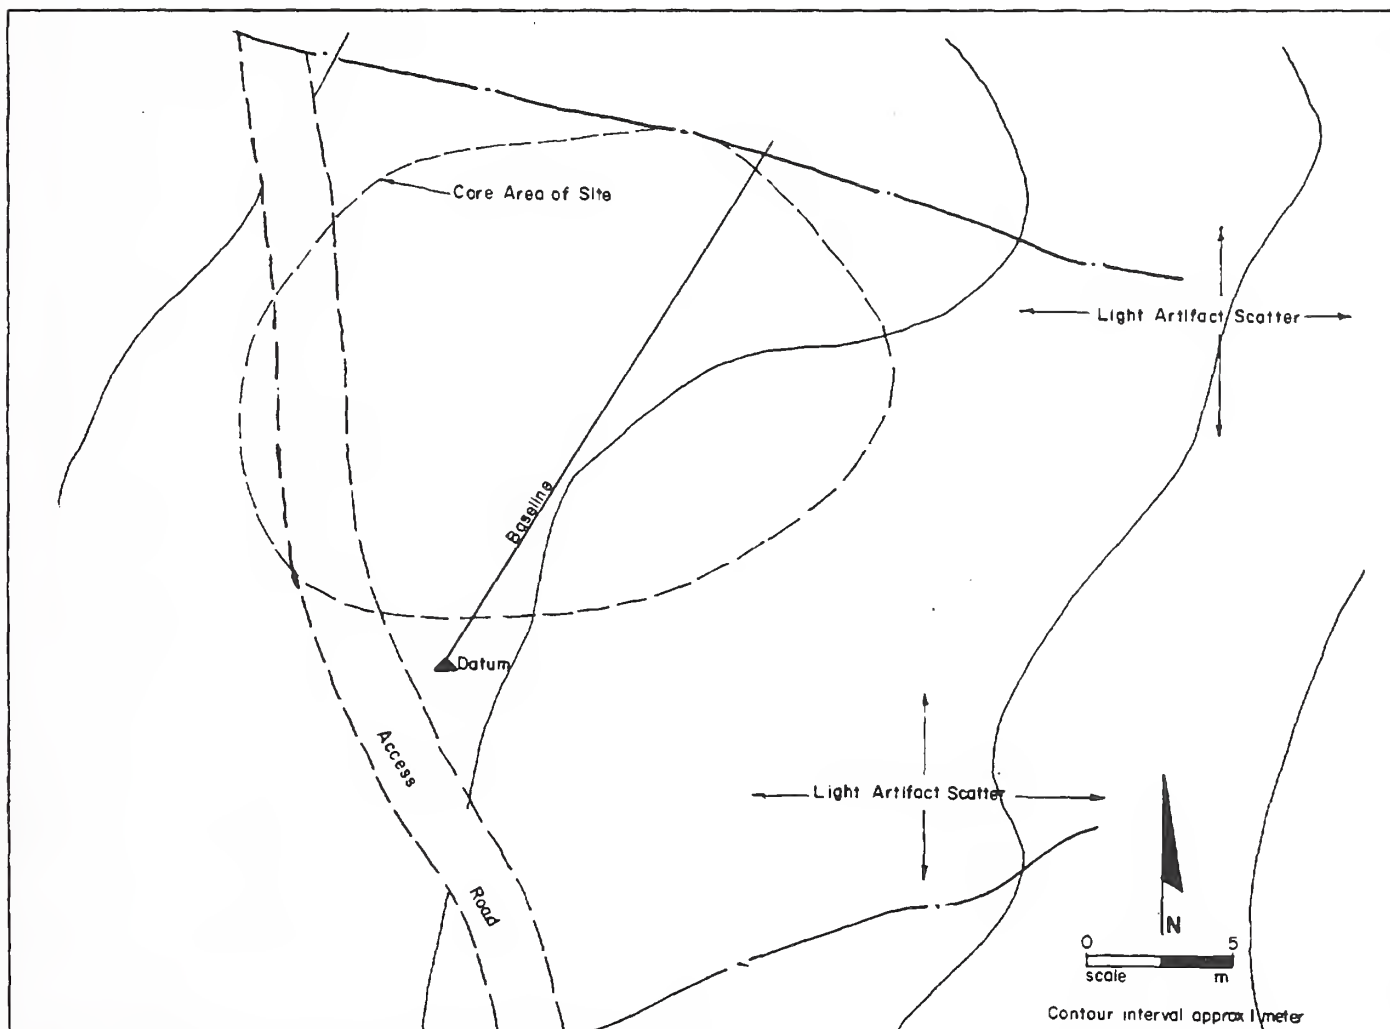 Core Area of Site
Light Artifact Scatter
Baseline
Datum
Access
Road
Light Artifact Scatter
N
0 5
scale m
Contour interval approx 1 meter